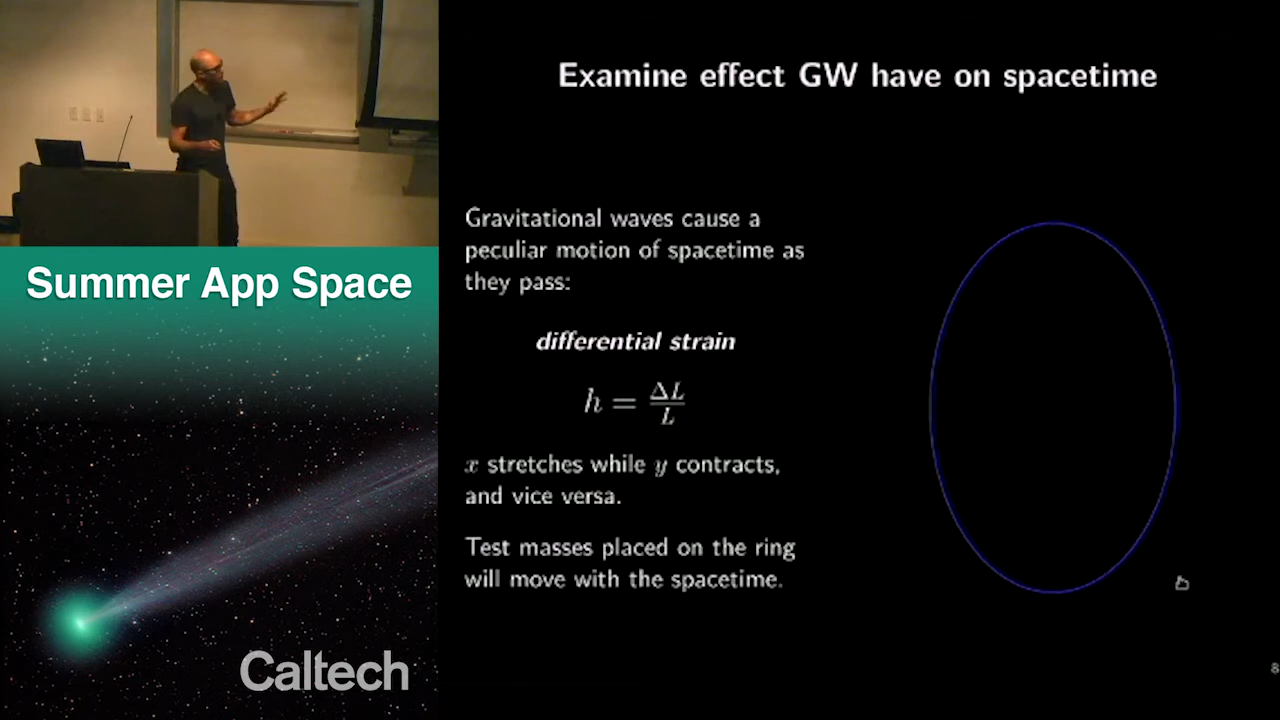 Examine effect GW have on spacetime
Gravitational waves cause a
peculiar motion of spacetime as
they pass:
differential strain
h = ΔL/L
x stretches while y contracts,
and vice versa.
Test masses placed on the ring
will move with the spacetime.
8
Summer App Space
Caltech